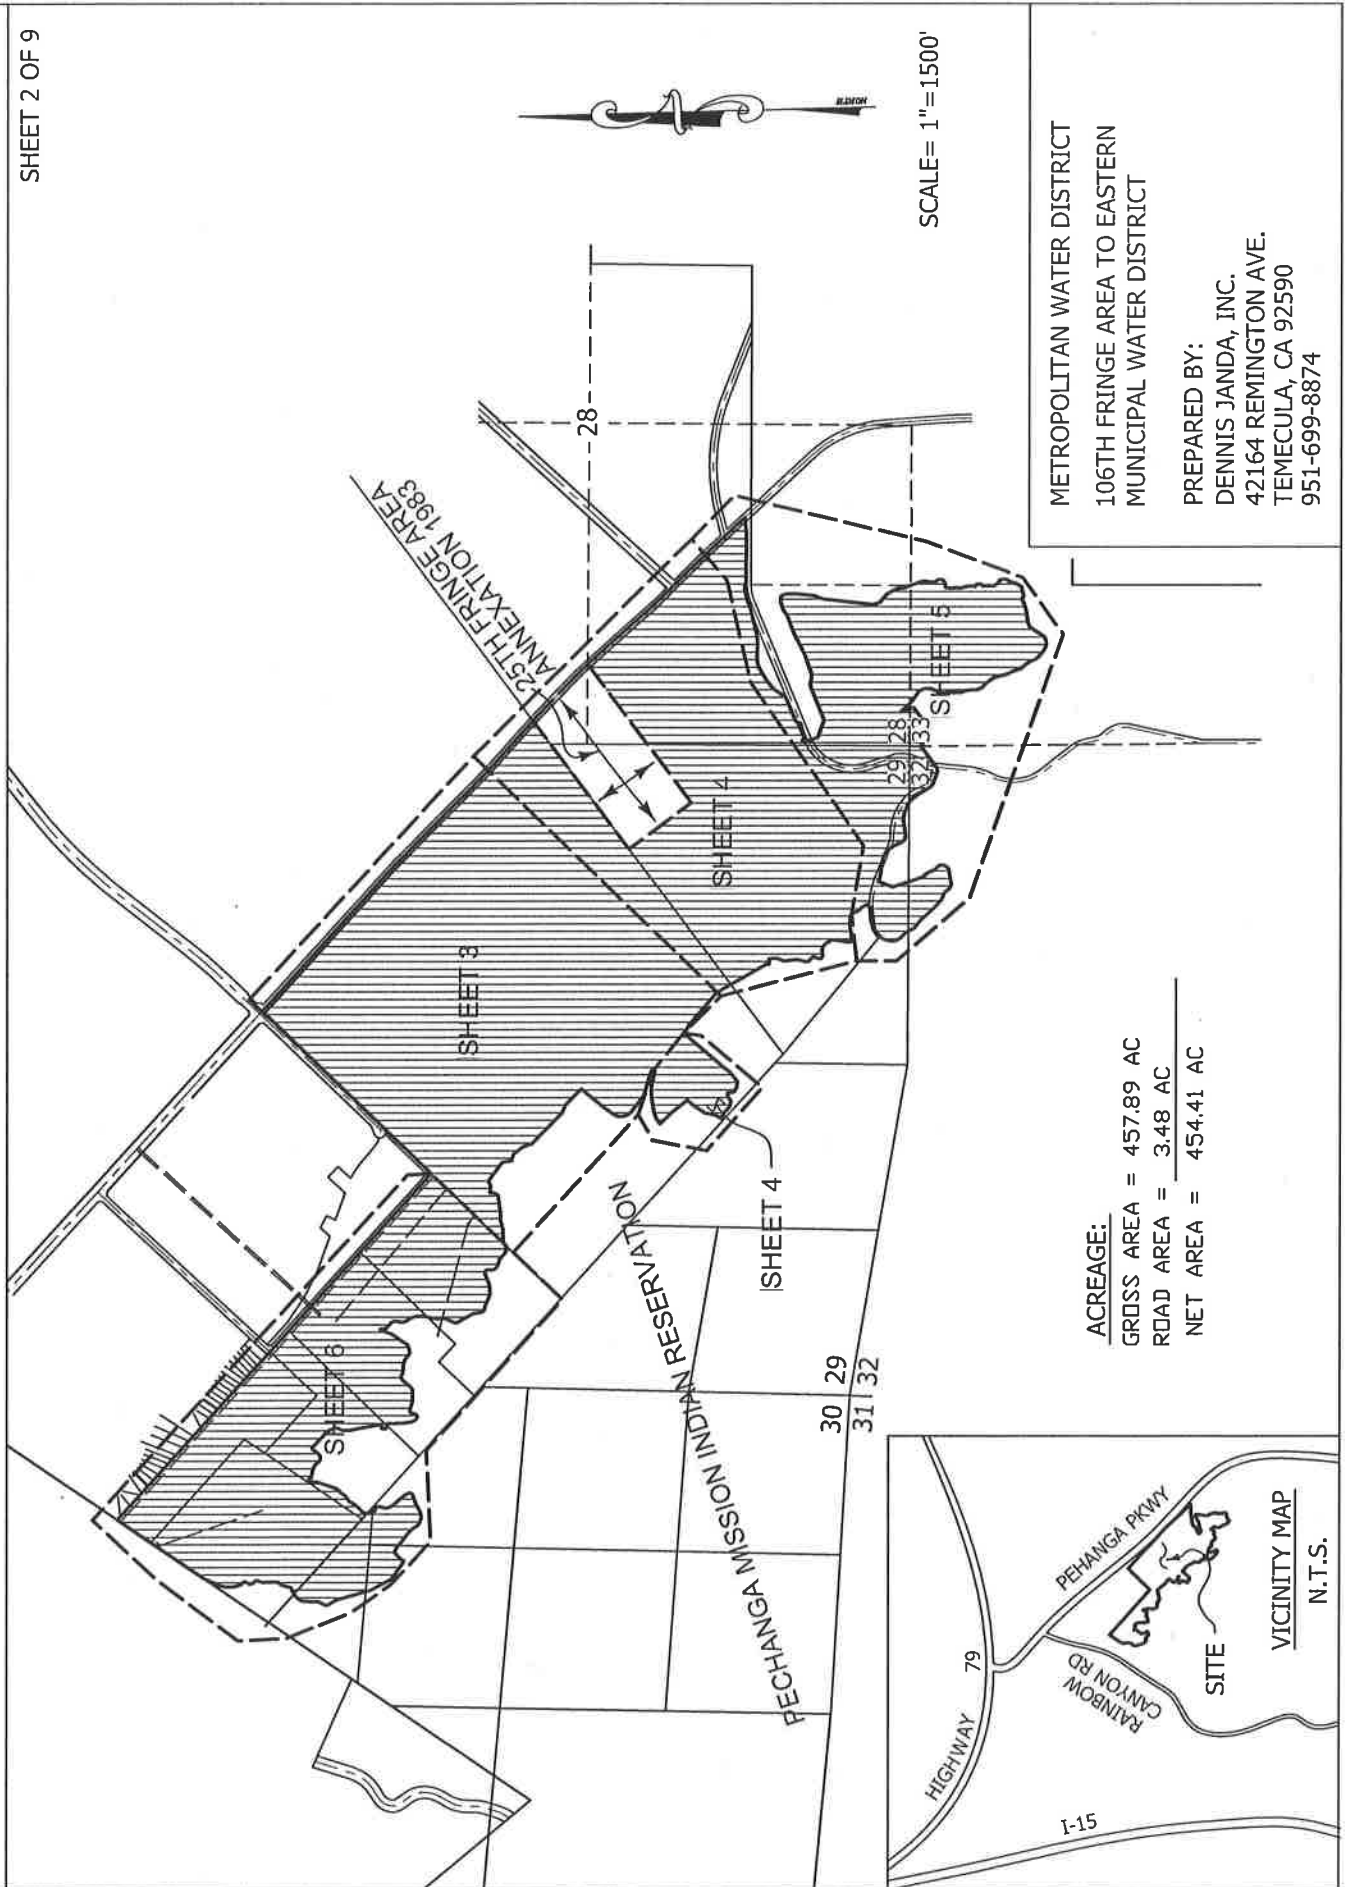 SHEET 2 OF 9
NORTH
SCALE= 1"=1500'
25TH FRINGE AREA
ANNEXATION 1983
28
SHEET 3
SHEET 4
SHEET 5
SHEET 6
SHEET 4
29 28
32 33
30 29
31 32
PECHANGA MISSION INDIAN RESERVATION
ACREAGE:
GROSS AREA = 457.89 AC
ROAD AREA = 3.48 AC
NET AREA = 454.41 AC
HIGHWAY 79
I-15
RAINBOW
CANYON RD
PEHANGA PKWY
SITE
VICINITY MAP
N.T.S.
METROPOLITAN WATER DISTRICT
106TH FRINGE AREA TO EASTERN
MUNICIPAL WATER DISTRICT
PREPARED BY:
DENNIS JANDA, INC.
42164 REMINGTON AVE.
TEMECULA, CA 92590
951-699-8874